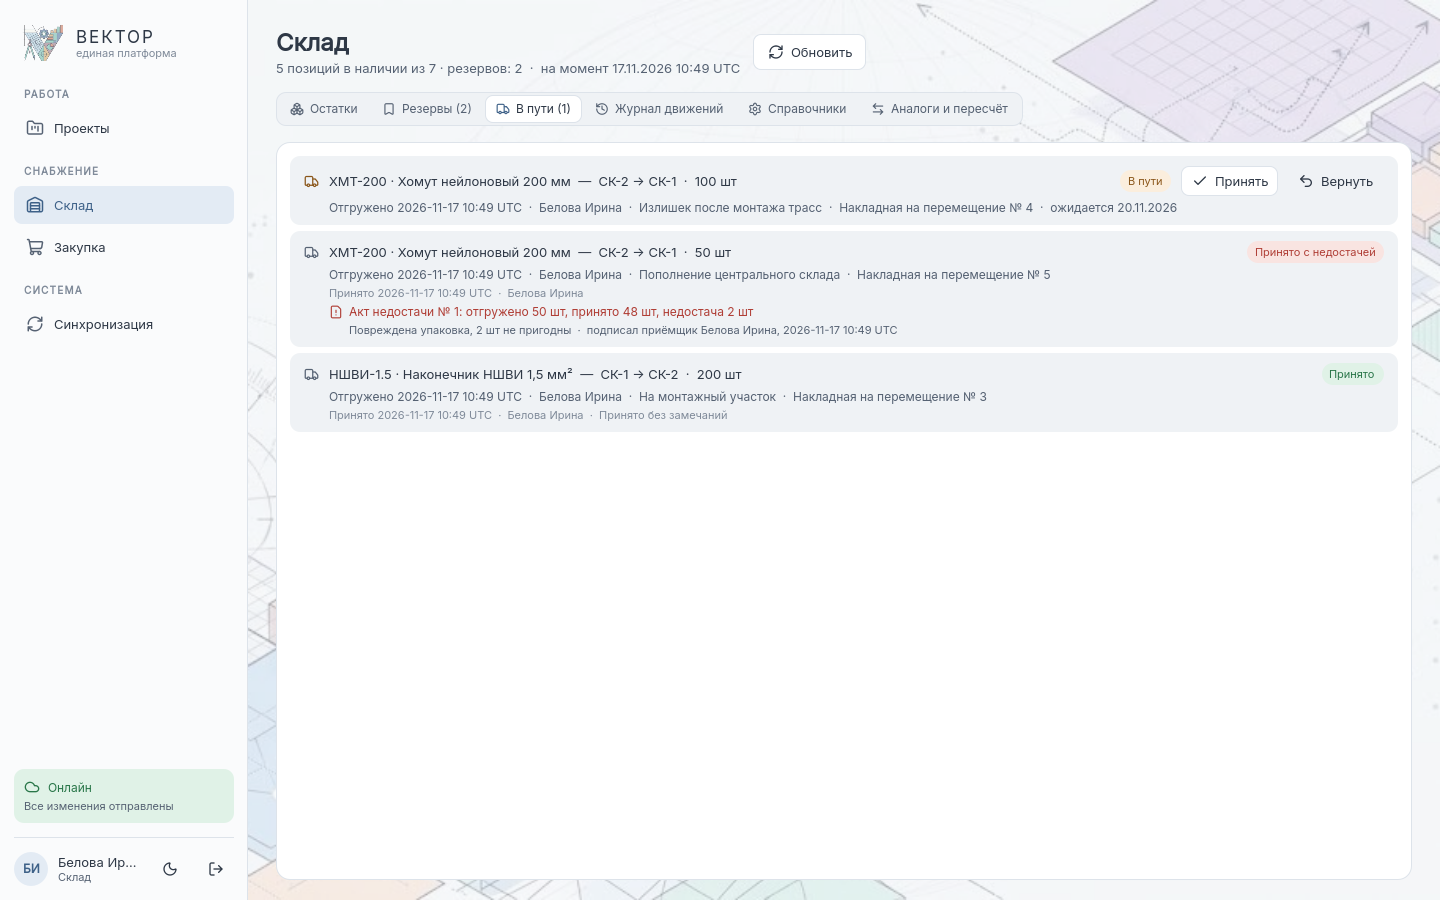 ВЕКТОР
единая платформа
РАБОТА
Проекты
СНАБЖЕНИЕ
Склад
Закупка
СИСТЕМА
Синхронизация
Онлайн
Все изменения отправлены
БИ
Белова Ир...
Склад
Склад
5 позиций в наличии из 7 · резервов: 2 · на момент 17.11.2026 10:49 UTC
Обновить
Остатки
Резервы (2)
В пути (1)
Журнал движений
Справочники
Аналоги и пересчёт
ХМТ-200 · Хомут нейлоновый 200 мм — СК-2 → СК-1 · 100 шт
В пути
Принять
Вернуть
Отгружено 2026-11-17 10:49 UTC · Белова Ирина · Излишек после монтажа трасс · Накладная на перемещение № 4 · ожидается 20.11.2026
ХМТ-200 · Хомут нейлоновый 200 мм — СК-2 → СК-1 · 50 шт
Принято с недостачей
Отгружено 2026-11-17 10:49 UTC · Белова Ирина · Пополнение центрального склада · Накладная на перемещение № 5
Принято 2026-11-17 10:49 UTC · Белова Ирина
Акт недостачи № 1: отгружено 50 шт, принято 48 шт, недостача 2 шт
Повреждена упаковка, 2 шт не пригодны · подписал приёмщик Белова Ирина, 2026-11-17 10:49 UTC
НШВИ-1.5 · Наконечник НШВИ 1,5 мм² — СК-1 → СК-2 · 200 шт
Принято
Отгружено 2026-11-17 10:49 UTC · Белова Ирина · На монтажный участок · Накладная на перемещение № 3
Принято 2026-11-17 10:49 UTC · Белова Ирина · Принято без замечаний